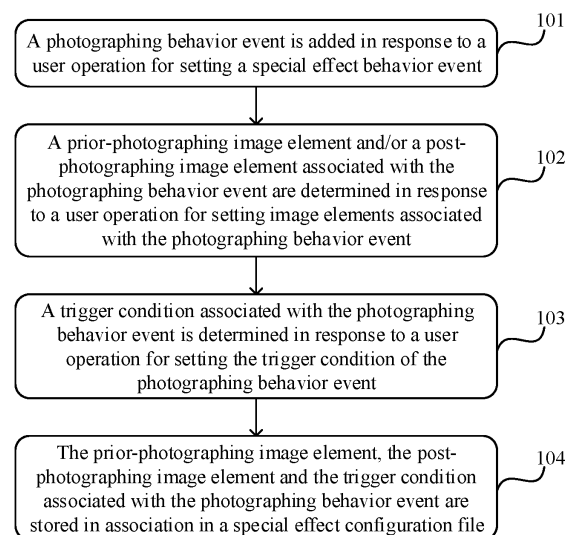 101
A photographing behavior event is added in response to a
user operation for setting a special effect behavior event
A prior-photographing image element and/or a post-
photographing image element associated with the
photographing behavior event are determined in response
to a user operation for setting image elements associated
with the photographing behavior event
102
A trigger condition associated with the photographing
behavior event is determined in response to a user
operation for setting the trigger condition of the
photographing behavior event
103
The prior-photographing image element, the post-
photographing image element and the trigger condition
associated with the photographing behavior event are
stored in association in a special effect configuration file
104